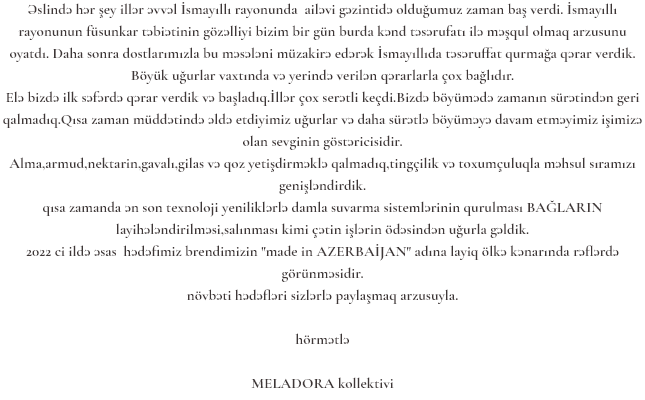 Əslində hər şey illər əvvəl İsmayıllı rayonunda  ailəvi gəzintidə olduğumuz zaman baş verdi. İsmayıllı
rayonunun füsunkar təbiətinin gözəlliyi bizim bir gün burda kənd təsərufatı ilə məşqul olmaq arzusunu
oyatdı. Daha sonra dostlarımızla bu məsələni müzakirə edərək İsmayıllıda təsəruffat qurmağa qərar verdik.
Böyük uğurlar vaxtında və yerində verilən qərarlarla çox bağlıdır.
Elə bizdə ilk səfərdə qərar verdik və başladıq.İllər çox serətli keçdi.Bizdə böyümədə zamanın sürətindən geri
qalmadıq.Qısa zaman müddətində əldə etdiyimiz uğurlar və daha sürətlə böyüməyə davam etməyimiz işimizə
olan sevginin göstəricisidir.
Alma,armud,nektarin,gavalı,gilas və qoz yetişdirməklə qalmadıq,tingçilik və toxumçuluqla məhsul sıramızı
genişləndirdik.
qısa zamanda ən son texnoloji yeniliklərlə damla suvarma sistemlərinin qurulması BAĞLARIN
layihələndirilməsi,salınması kimi çətin işlərin ödəsindən uğurla gəldik.
2022 ci ildə əsas  hədəfimiz brendimizin "made in AZERBAİJAN" adına layiq ölkə kənarında rəflərdə
görünməsidir.
növbəti hədəfləri sizlərlə paylaşmaq arzusuyla.
hörmətlə
MELADORA kollektivi